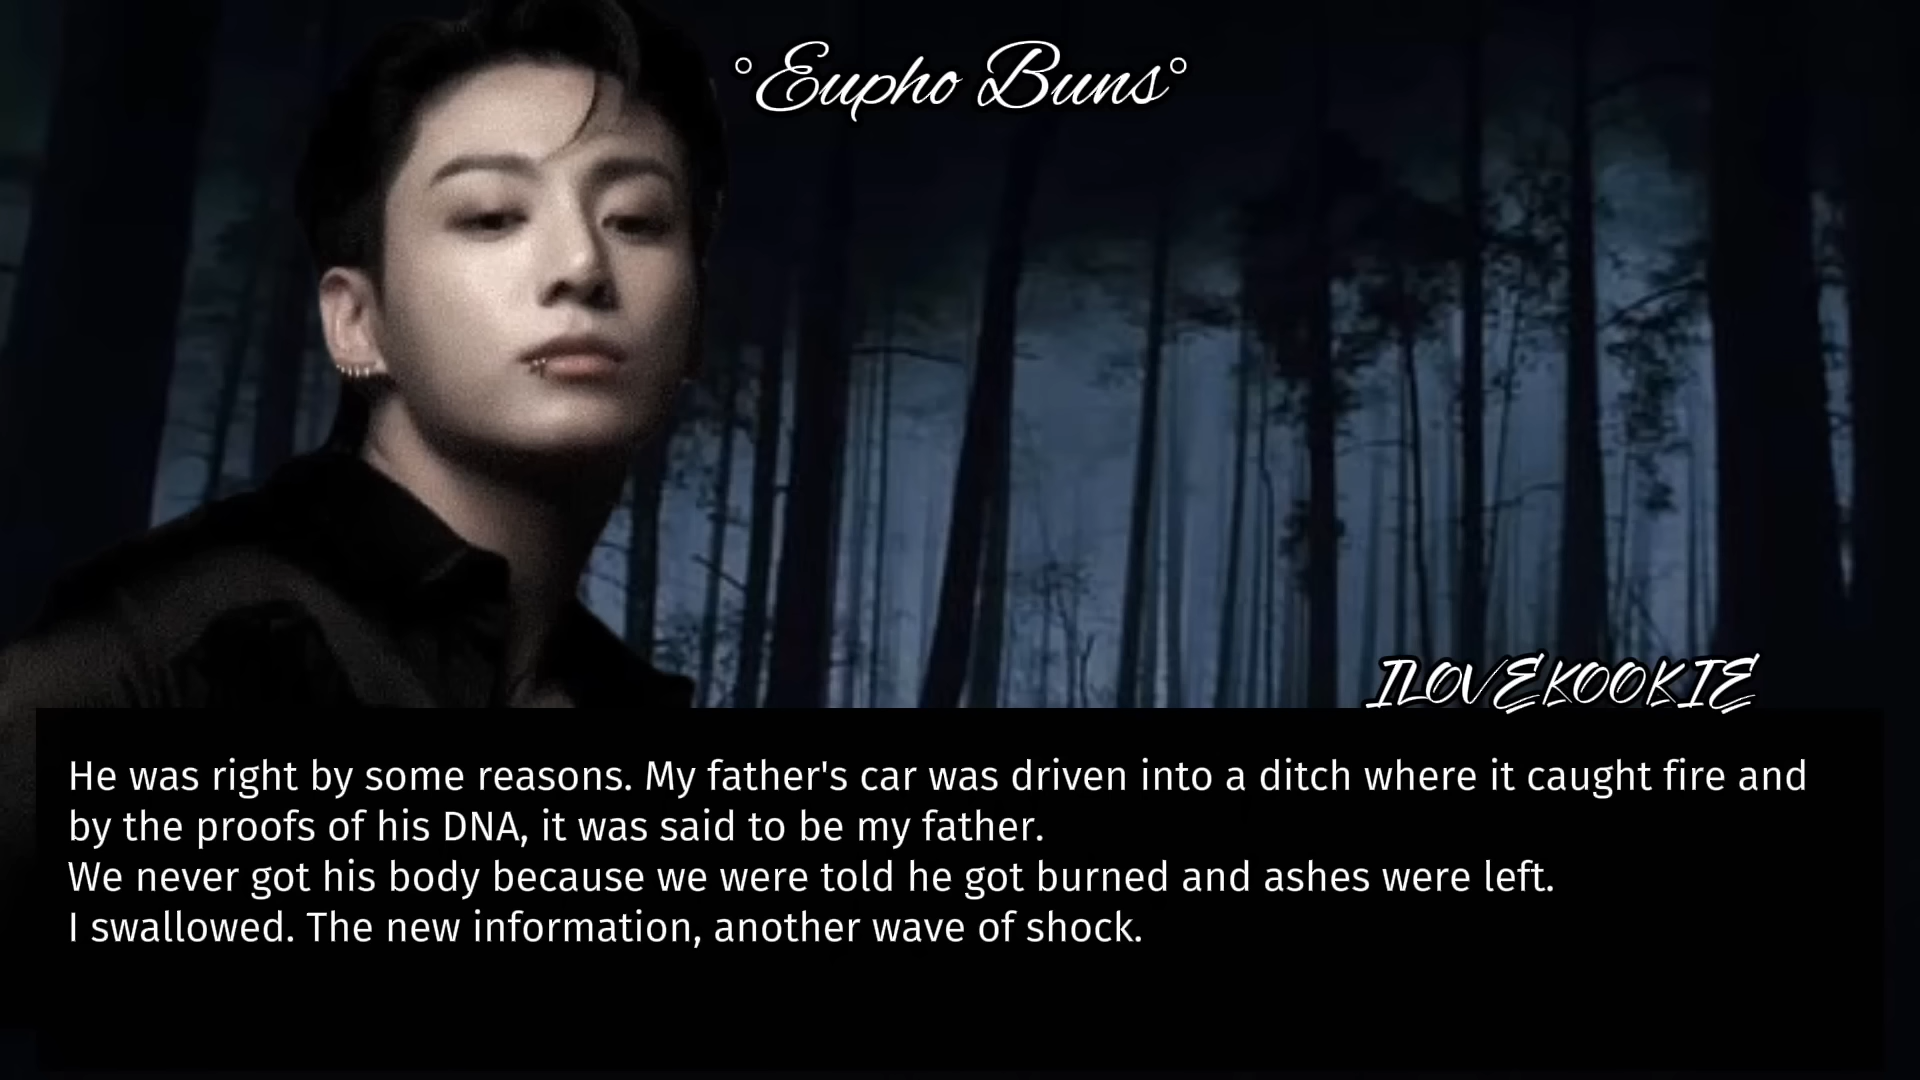 °Eupho Buns°
ILOVEKOOKIE
He was right by some reasons. My father's car was driven into a ditch where it caught fire and
by the proofs of his DNA, it was said to be my father.
We never got his body because we were told he got burned and ashes were left.
I swallowed. The new information, another wave of shock.